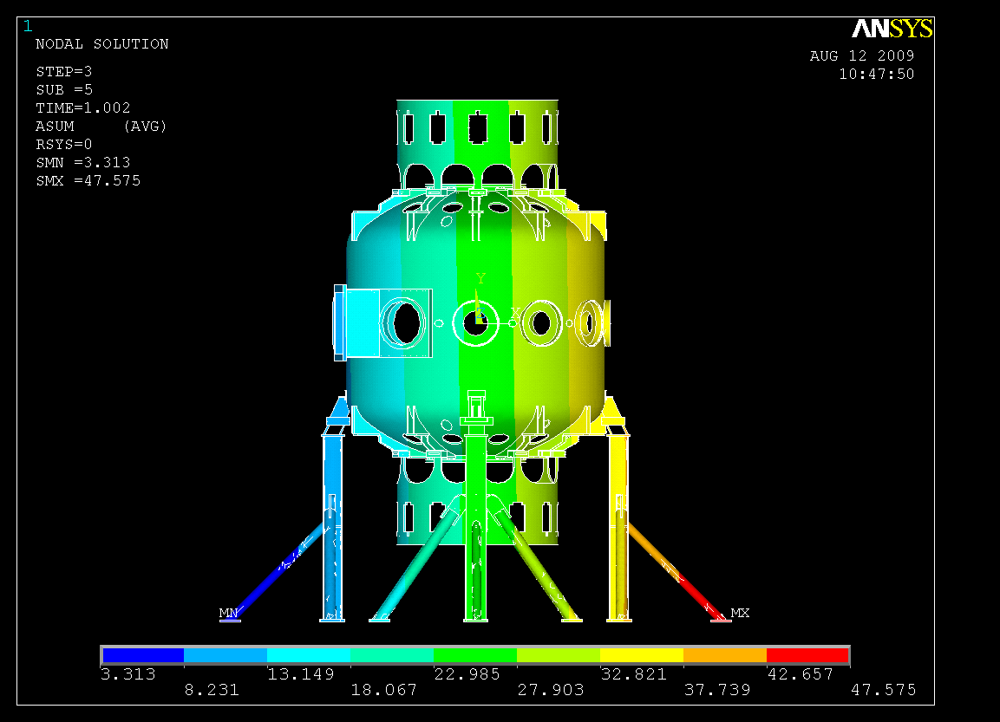 1
ANSYS
NODAL SOLUTION
AUG 12 2009
10:47:50
STEP=3
SUB =5
TIME=1.002
ASUM (AVG)
RSYS=0
SMN =3.313
SMX =47.575
Y
X
MN
MX
3.313
13.149
22.985
32.821
42.657
8.231
18.067
27.903
37.739
47.575